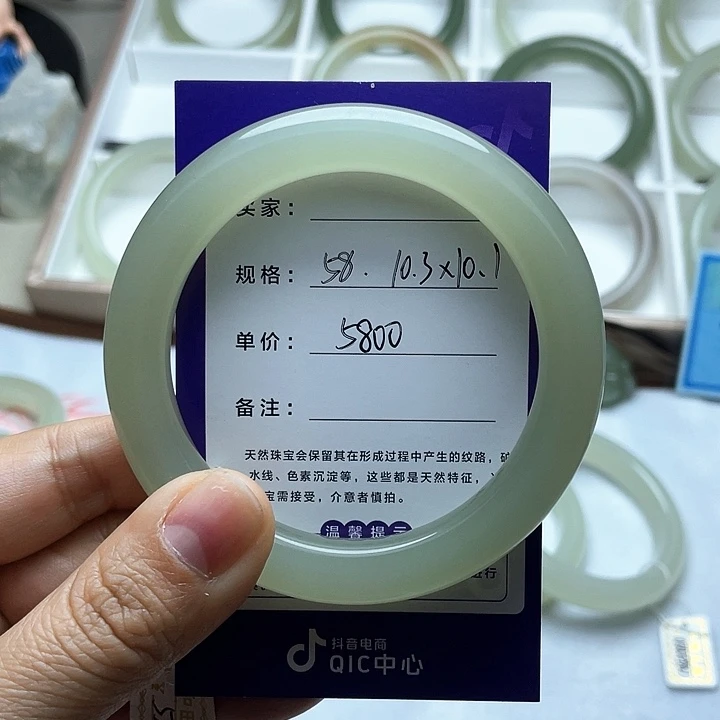 买家：
规格： 58. 10.3×10.1
单价： 5800
备注：
天然珠宝会保留其在形成过程中产生的纹路，矿
水线、色素沉淀等，这些都是天然特征，
宝需接受，介意者慎拍。
温馨提示
抖音电商
QIC中心